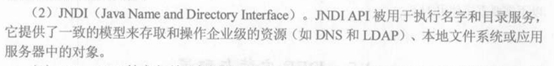 （2）JNDI（Java Name and Directory Interface）。JNDI API 被用于执行名字和目录服务，
它提供了一致的模型来存取和操作企业级的资源（如 DNS 和 LDAP）、本地文件系统或应用
服务器中的对象。